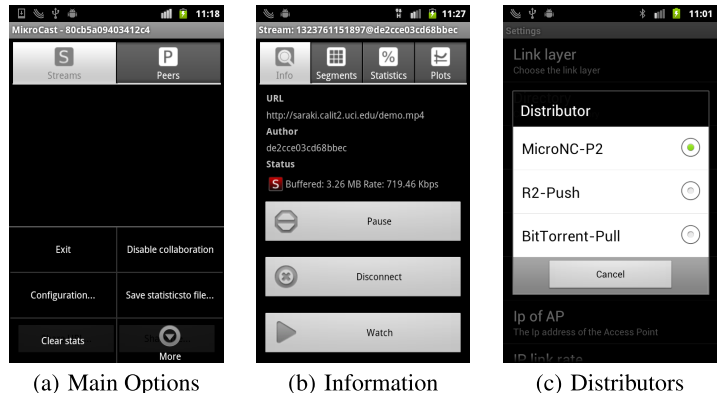 11:18
MikroCast - 80cb5a09403412c4
S
Streams
P
Peers
Exit
Disable collaboration
Configuration...
Save statisticsto file...
Clear stats
More
(a) Main Options
11:27
Stream: 1323761151897@de2cce03cd68bbec
Info
Segments
%
Statistics
Plots
URL
http://saraki.calit2.uci.edu/demo.mp4
Author
de2cce03cd68bbec
Status
S Buffered: 3.26 MB Rate: 719.46 Kbps
Pause
Disconnect
Watch
(b) Information
11:01
Settings
Link layer
Choose the link layer
Distributor
MicroNC-P2
R2-Push
BitTorrent-Pull
Cancel
Ip of AP
The Ip address of the Access Point
IP link rate
(c) Distributors